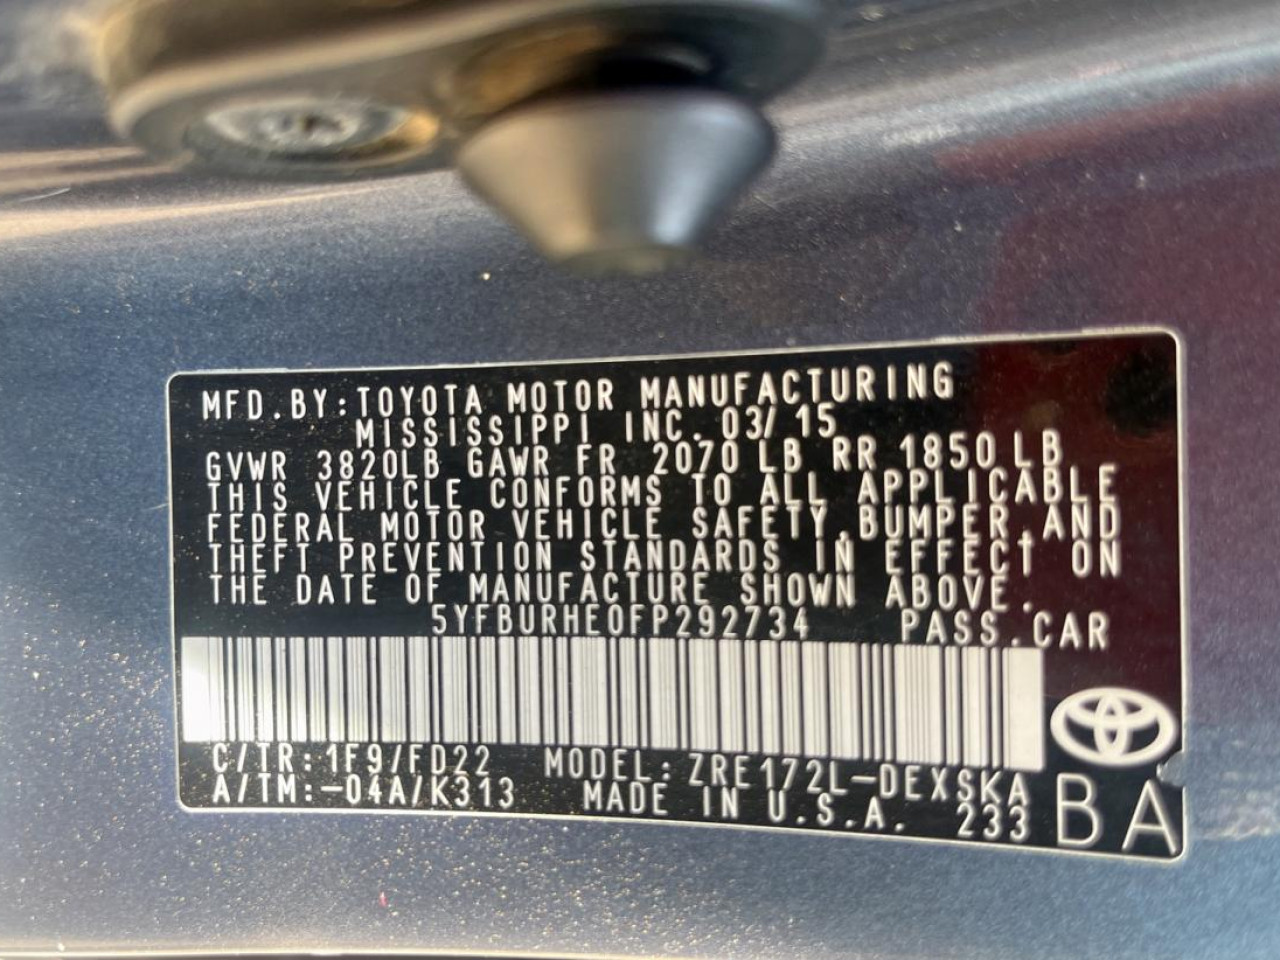 MFD.BY:TOYOTA MOTOR MANUFACTURING
MISSISSIPPI INC. 03/15
GVWR 3820LB GAWR FR 2070 LB RR 1850 LB
THIS VEHICLE CONFORMS TO ALL APPLICABLE
FEDERAL MOTOR VEHICLE SAFETY,BUMPER,AND
THEFT PREVENTION STANDARDS IN EFFECT ON
THE DATE OF MANUFACTURE SHOWN ABOVE.
5YFBURHE0FP292734 PASS.CAR
C/TR:1F9/FD22 MODEL:ZRE172L-DEXSKA
A/TM:-04A/K313 MADE IN U.S.A. 233
BA